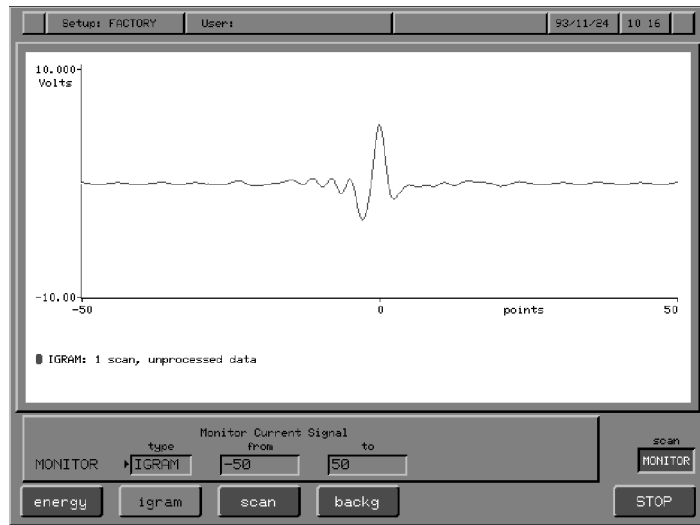 Setup: FACTORY User: 93/11/24 10 16
10.000
Volts
-10.00
-50 0 points 50
IGRAM: 1 scan, unprocessed data
Monitor Current Signal
type from to
MONITOR IGRAM -50 50
scan
MONITOR
energy igram scan backg STOP